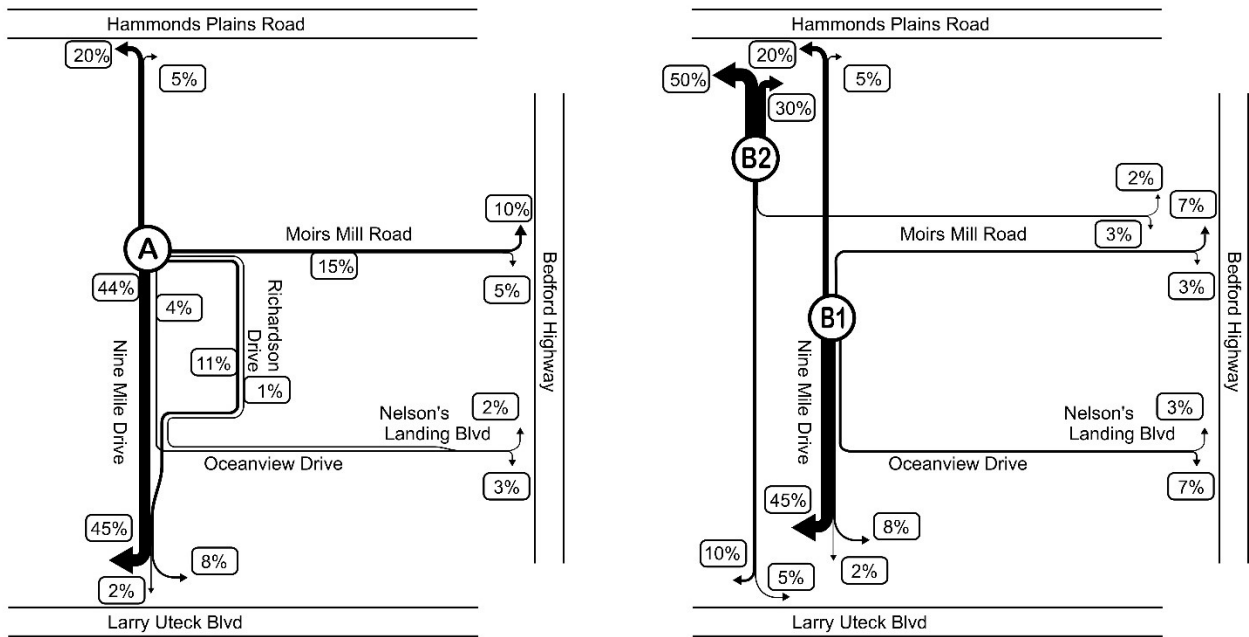 Hammonds Plains Road
20%
5%
A
Moirs Mill Road
10%
15%
5%
44%
4%
Richardson
Drive
11%
1%
Nine Mile Drive
Bedford Highway
2%
Nelson's
Landing Blvd
Oceanview Drive
3%
45%
8%
2%
Larry Uteck Blvd
Hammonds Plains Road
50%
20%
5%
30%
B2
2%
7%
3%
Moirs Mill Road
3%
B1
Nine Mile Drive
Bedford Highway
3%
Nelson's
Landing Blvd
Oceanview Drive
7%
45%
8%
10%
5%
2%
Larry Uteck Blvd